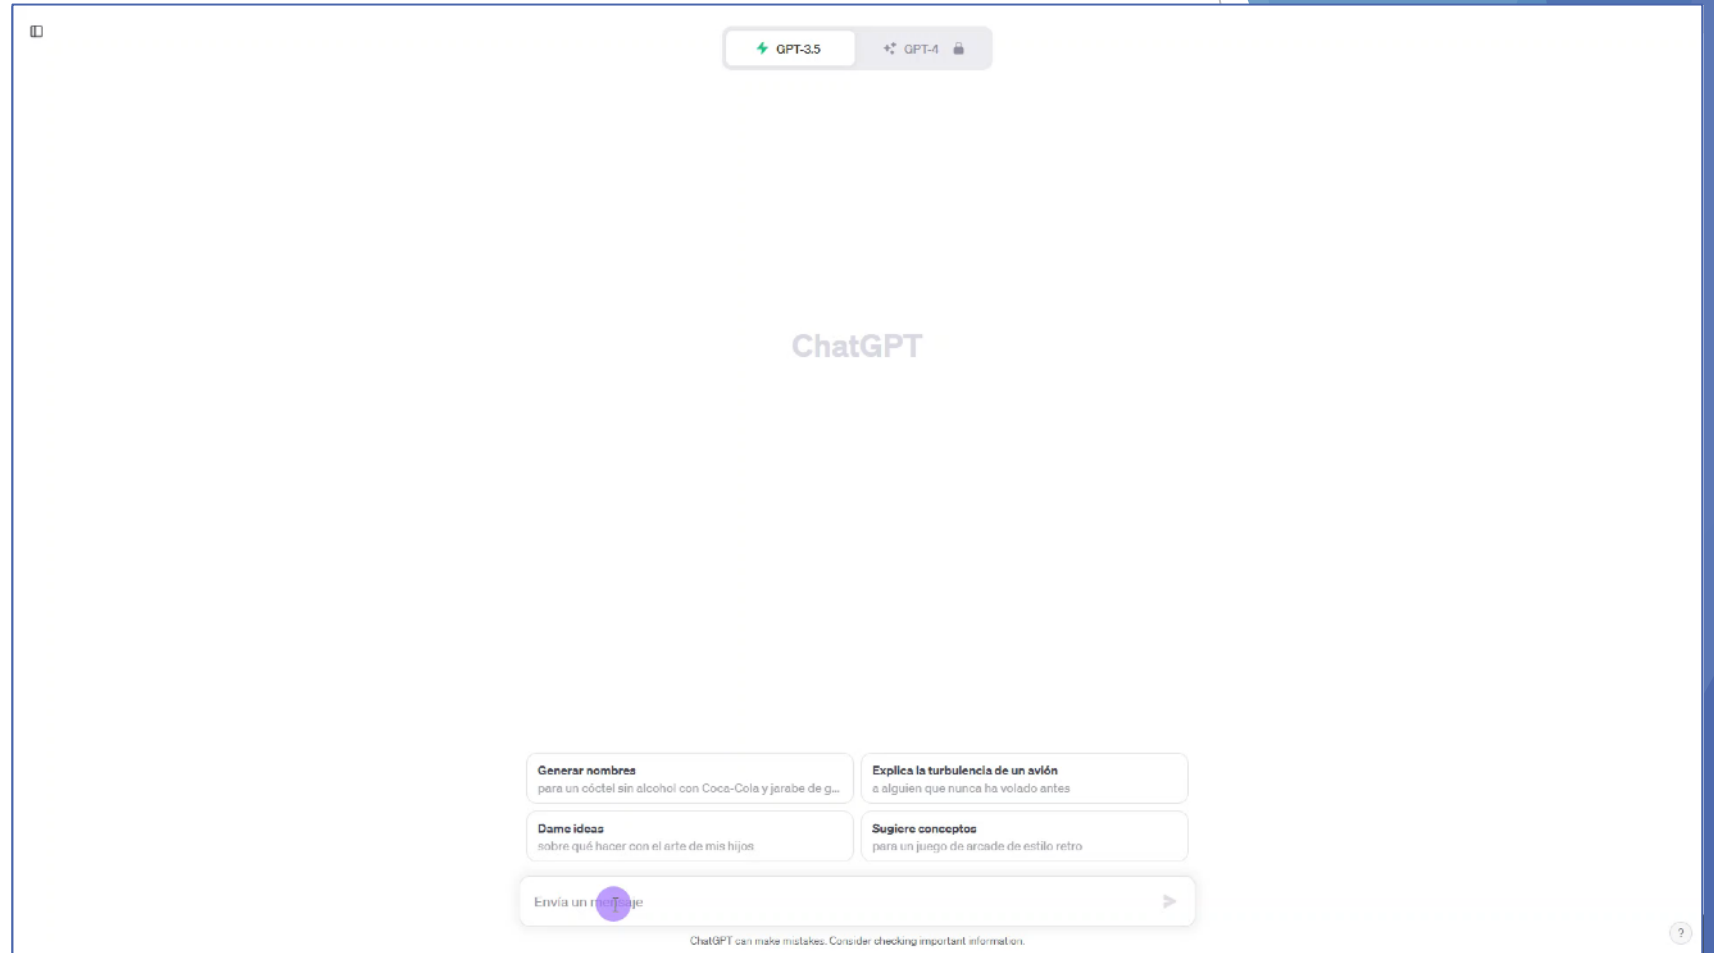 GPT-3.5
GPT-4
ChatGPT
Generar nombres
para un cóctel sin alcohol con Coca-Cola y jarabe de g...
Explica la turbulencia de un avión
a alguien que nunca ha volado antes
Dame ideas
sobre qué hacer con el arte de mis hijos
Sugiere conceptos
para un juego de arcade de estilo retro
Envía un mensaje
ChatGPT can make mistakes. Consider checking important information.
?